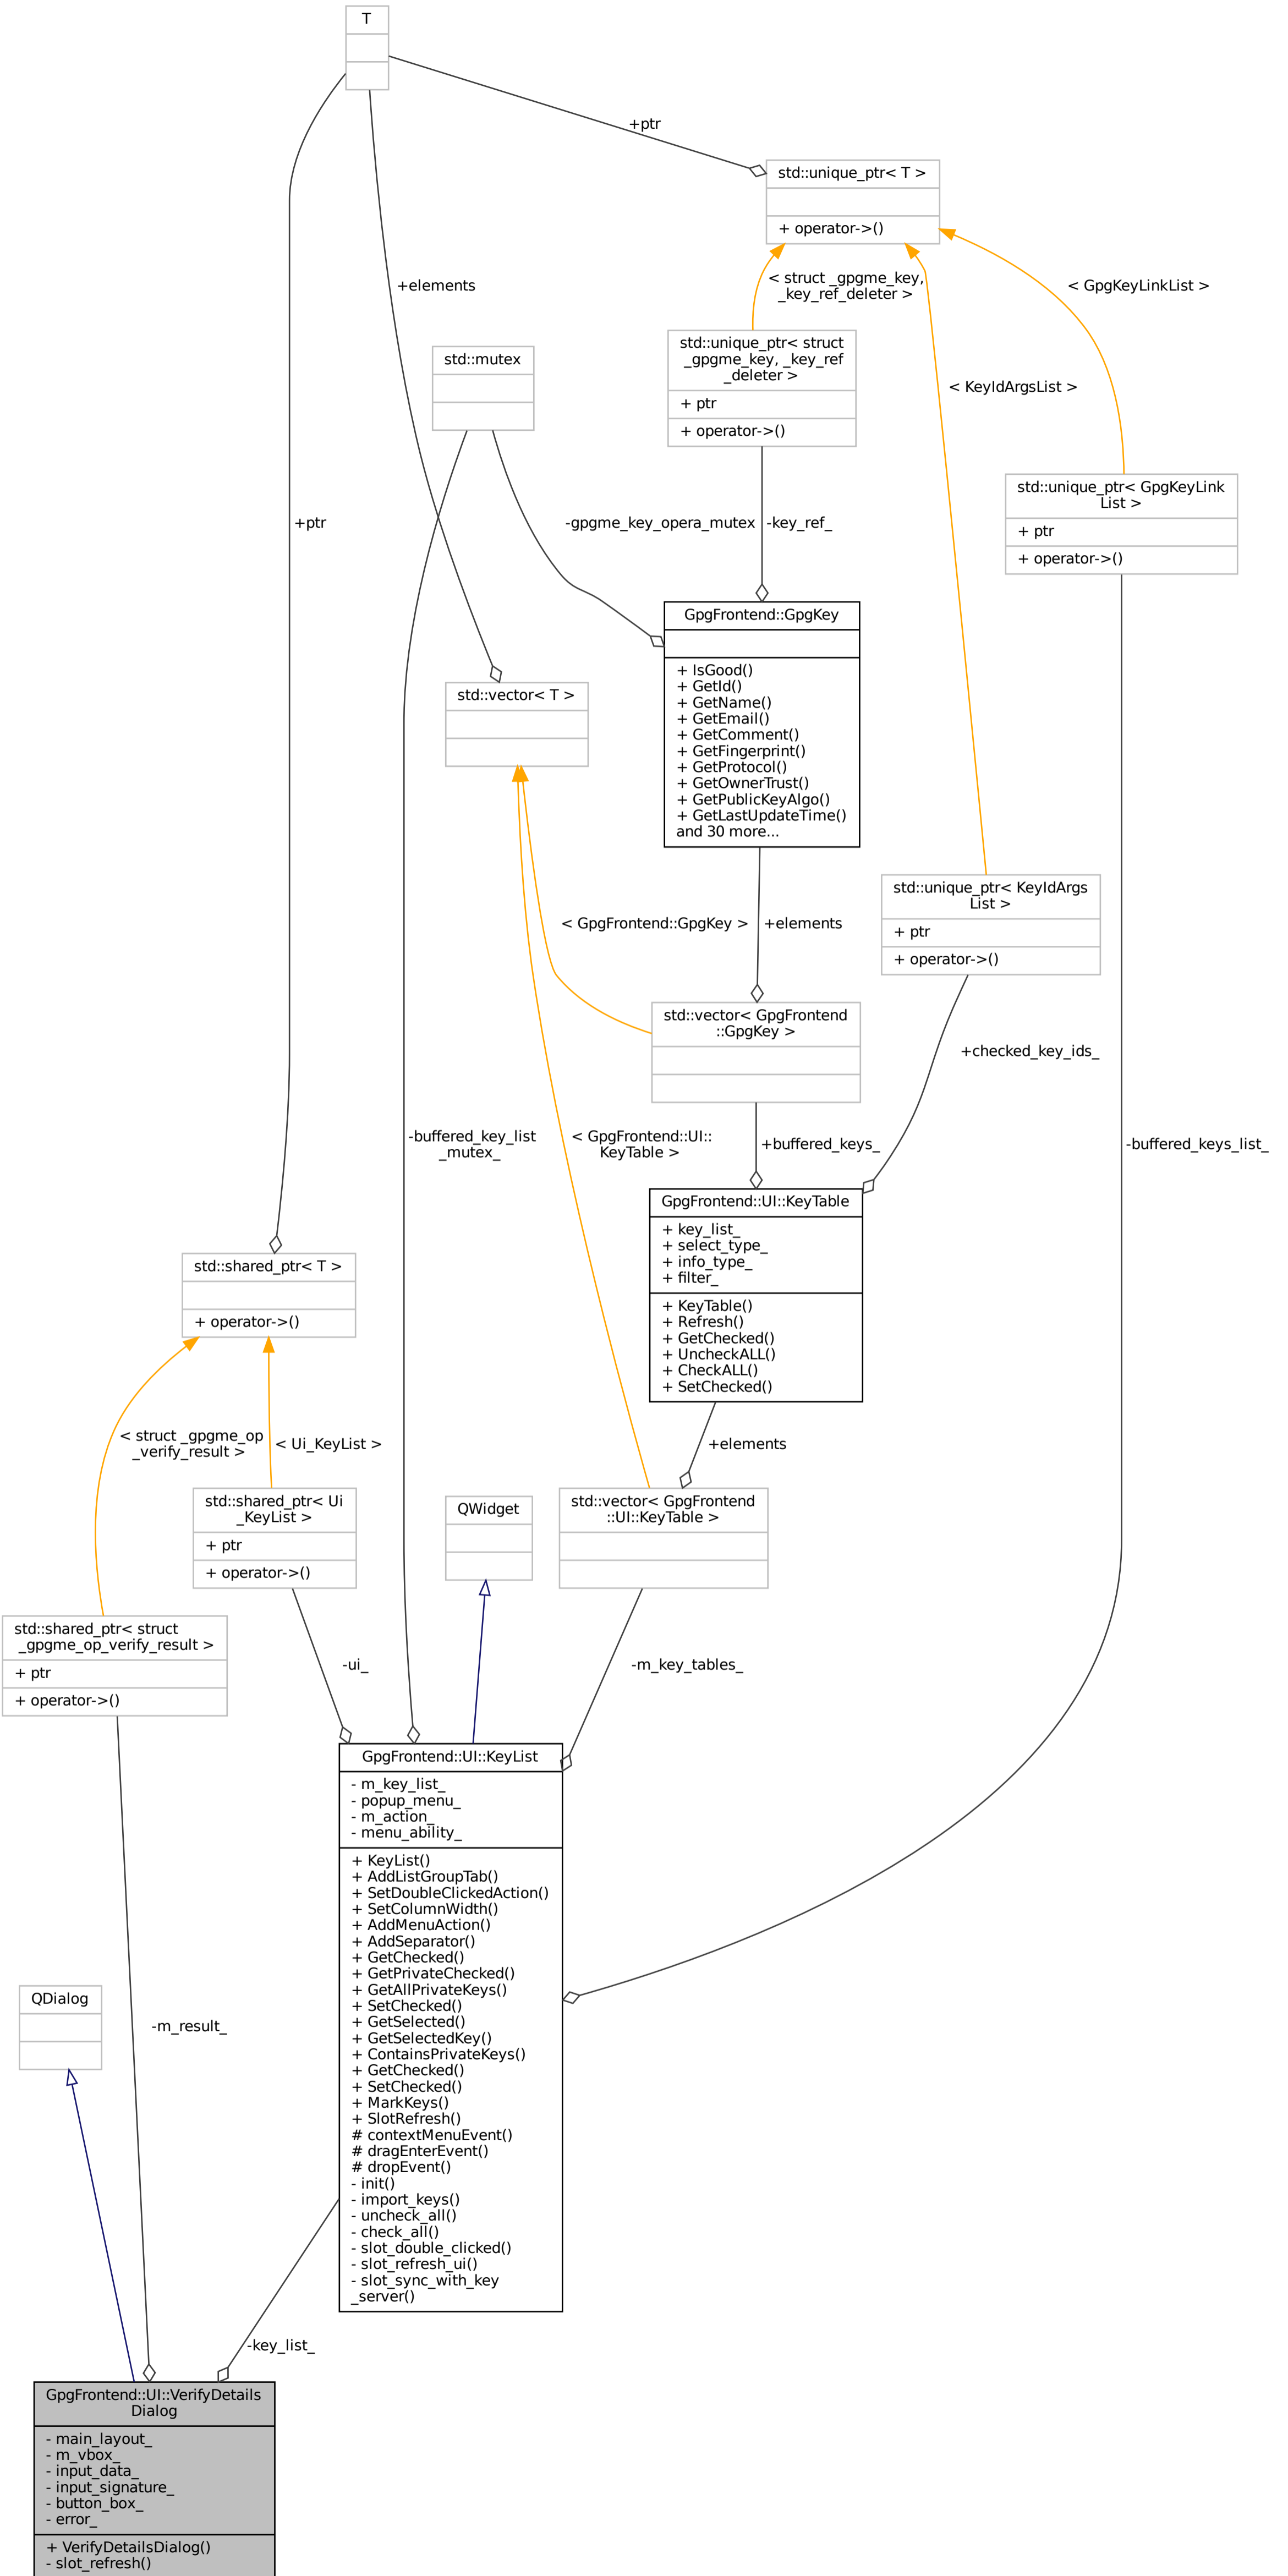 T
+ptr
std::unique_ptr< T >
+ operator->()
+elements
< struct _gpgme_key,
_key_ref_deleter >
< GpgKeyLinkList >
std::mutex
std::unique_ptr< struct
_gpgme_key, _key_ref
_deleter >
+ ptr
+ operator->()
< KeyIdArgsList >
std::unique_ptr< GpgKeyLink
List >
+ ptr
+ operator->()
+ptr
-gpgme_key_opera_mutex
-key_ref_
GpgFrontend::GpgKey
+ IsGood()
+ GetId()
+ GetName()
+ GetEmail()
+ GetComment()
+ GetFingerprint()
+ GetProtocol()
+ GetOwnerTrust()
+ GetPublicKeyAlgo()
+ GetLastUpdateTime()
and 30 more...
std::vector< T >
std::unique_ptr< KeyIdArgs
List >
+ ptr
+ operator->()
< GpgFrontend::GpgKey >
+elements
std::vector< GpgFrontend
::GpgKey >
+checked_key_ids_
-buffered_key_list
_mutex_
< GpgFrontend::UI::
KeyTable >
+buffered_keys_
-buffered_keys_list_
GpgFrontend::UI::KeyTable
+ key_list_
+ select_type_
+ info_type_
+ filter_
+ KeyTable()
+ Refresh()
+ GetChecked()
+ UncheckALL()
+ CheckALL()
+ SetChecked()
std::shared_ptr< T >
+ operator->()
< struct _gpgme_op
_verify_result >
< Ui_KeyList >
+elements
std::shared_ptr< Ui
_KeyList >
+ ptr
+ operator->()
QWidget
std::vector< GpgFrontend
::UI::KeyTable >
std::shared_ptr< struct
_gpgme_op_verify_result >
+ ptr
+ operator->()
-ui_
-m_key_tables_
GpgFrontend::UI::KeyList
- m_key_list_
- popup_menu_
- m_action_
- menu_ability_
+ KeyList()
+ AddListGroupTab()
+ SetDoubleClickedAction()
+ SetColumnWidth()
+ AddMenuAction()
+ AddSeparator()
+ GetChecked()
+ GetPrivateChecked()
+ GetAllPrivateKeys()
+ SetChecked()
+ GetSelected()
+ GetSelectedKey()
+ ContainsPrivateKeys()
+ GetChecked()
+ SetChecked()
+ MarkKeys()
+ SlotRefresh()
# contextMenuEvent()
# dragEnterEvent()
# dropEvent()
- init()
- import_keys()
- uncheck_all()
- check_all()
- slot_double_clicked()
- slot_refresh_ui()
- slot_sync_with_key
_server()
QDialog
-m_result_
-key_list_
GpgFrontend::UI::VerifyDetails
Dialog
- main_layout_
- m_vbox_
- input_data_
- input_signature_
- button_box_
- error_
+ VerifyDetailsDialog()
- slot_refresh()